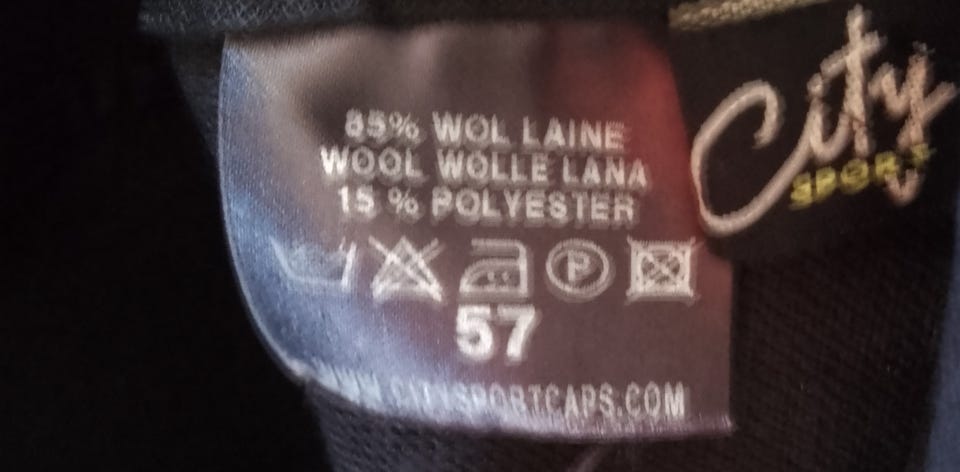 85% WOL LAINE
WOOL WOLLE LANA
15 % POLYESTER
P
57
WWW.CITYSPORTCAPS.COM
City
SPORT